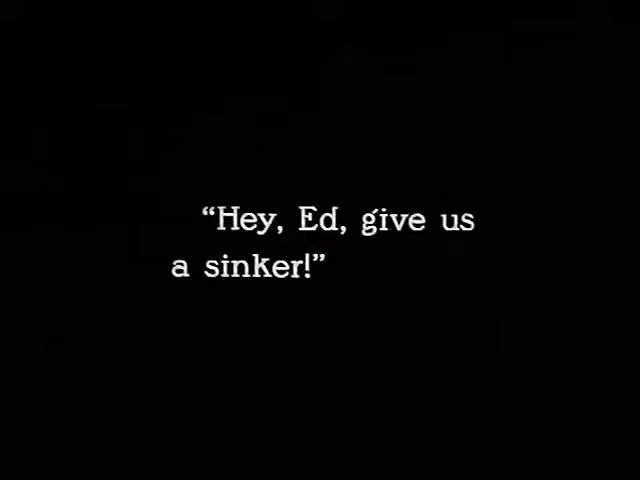 “Hey, Ed, give us
a sinker!”